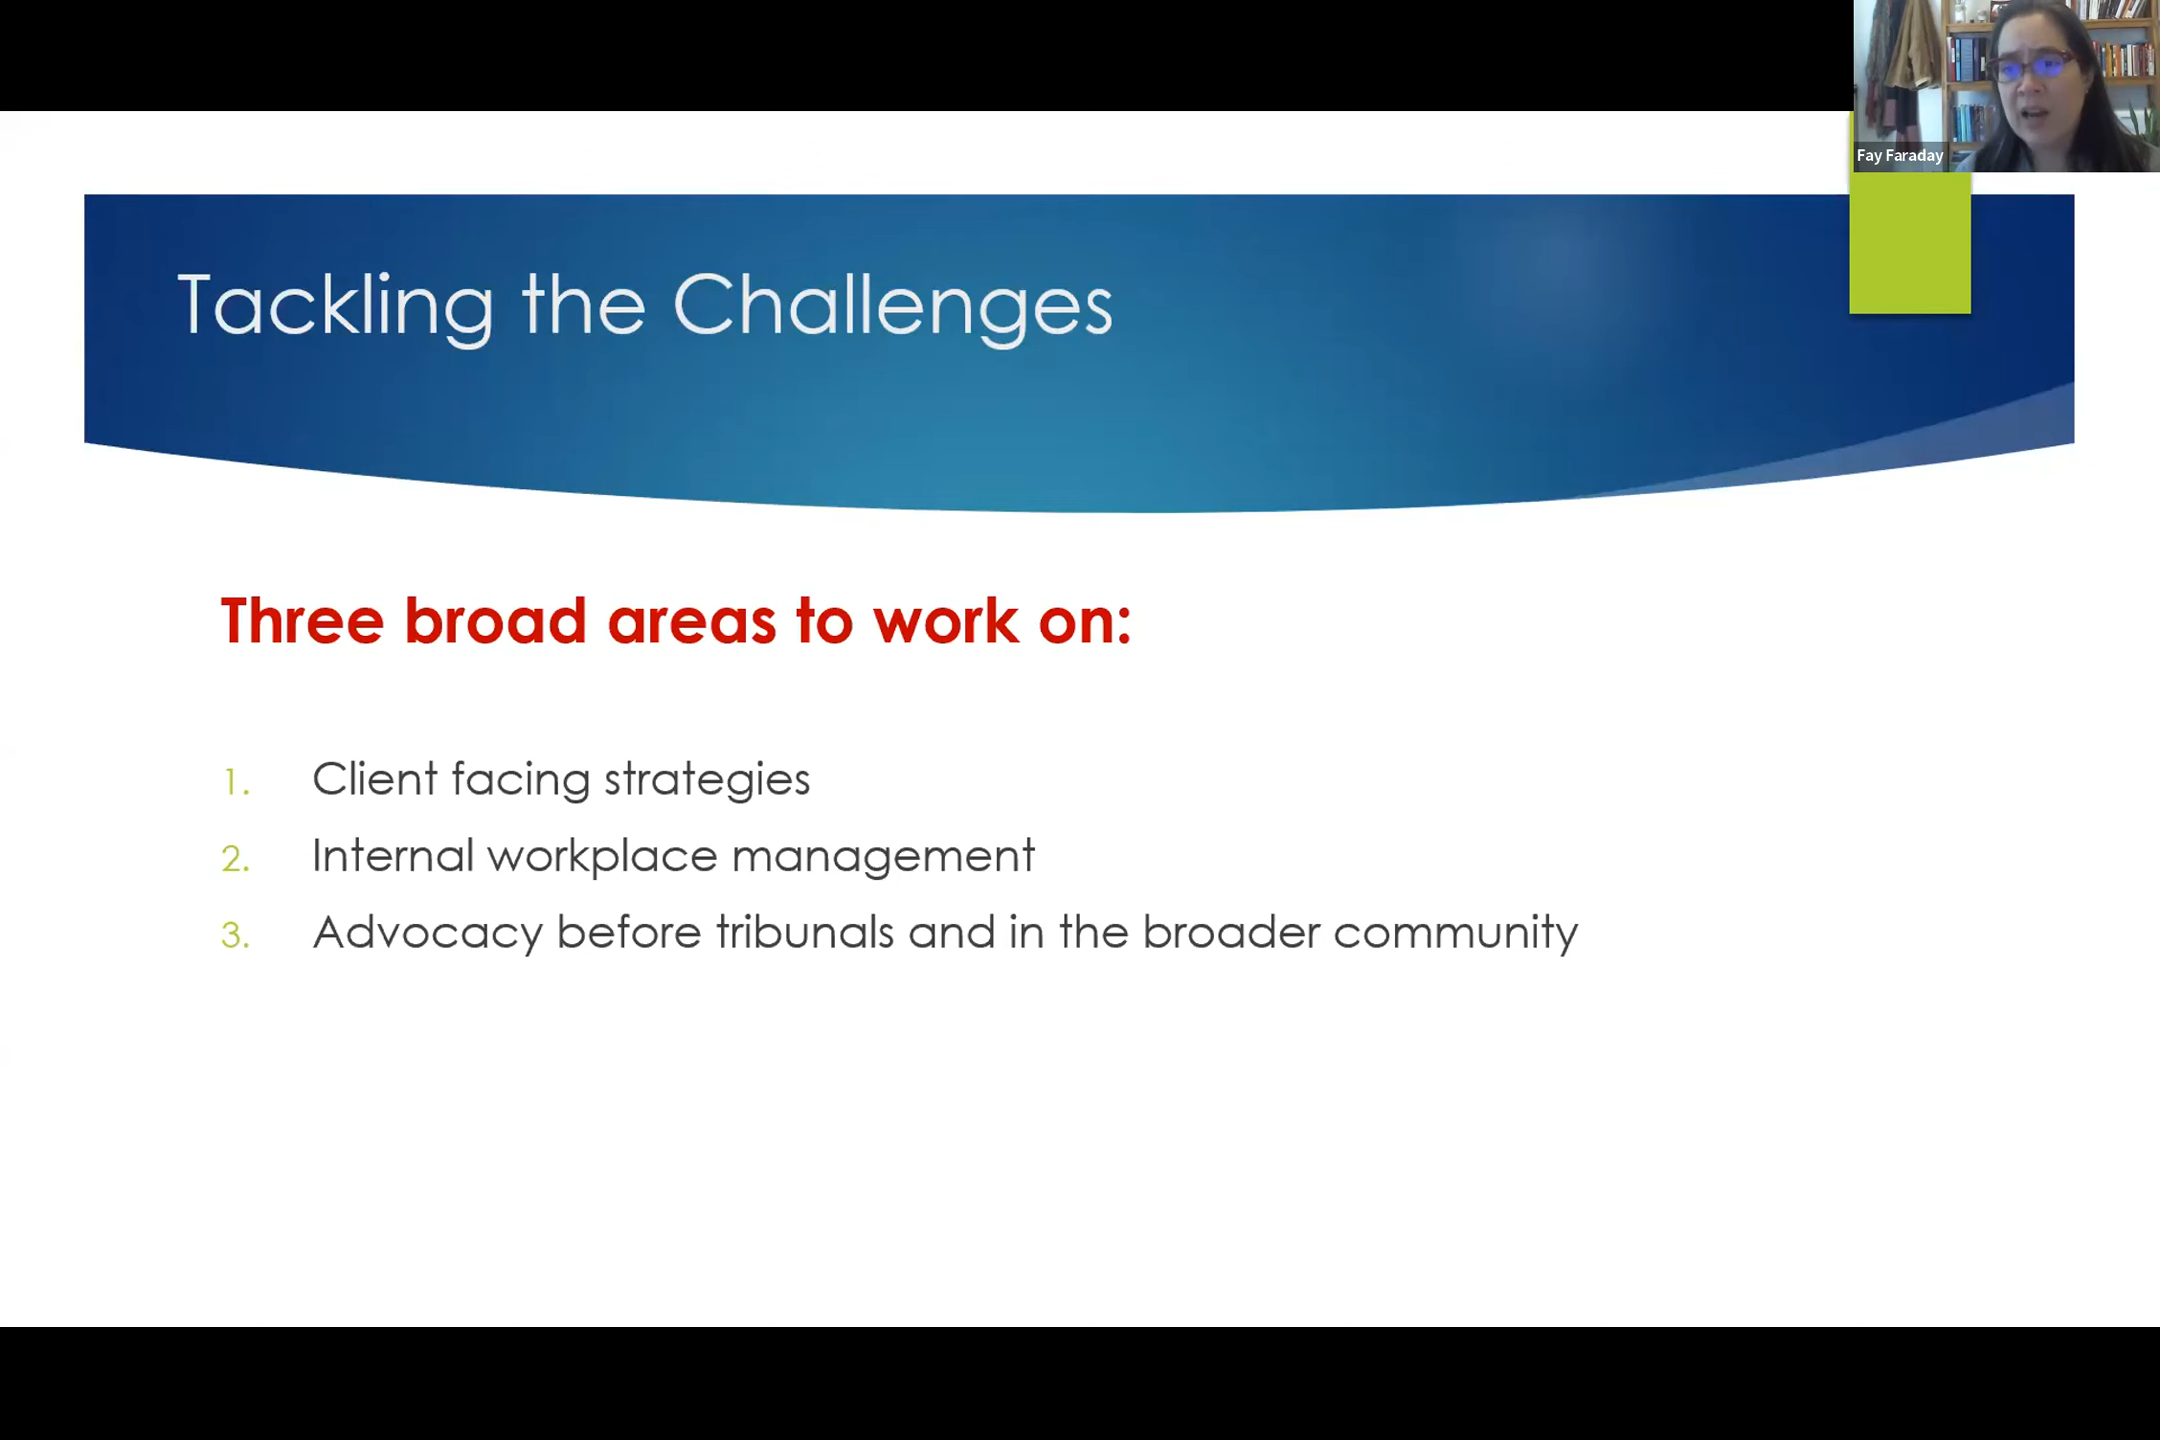 Fay Faraday
Tackling the Challenges
Three broad areas to work on:
1. Client facing strategies
2. Internal workplace management
3. Advocacy before tribunals and in the broader community